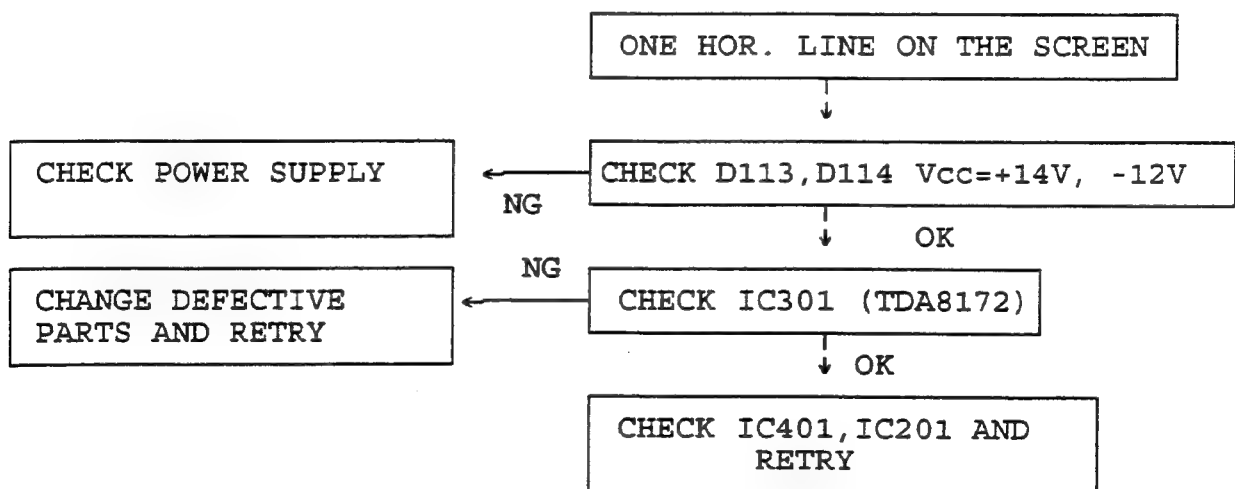 ONE HOR. LINE ON THE SCREEN
CHECK POWER SUPPLY
NG
CHECK D113,D114 Vcc=+14V, -12V
OK
CHANGE DEFECTIVE
PARTS AND RETRY
NG
CHECK IC301 (TDA8172)
OK
CHECK IC401,IC201 AND
RETRY